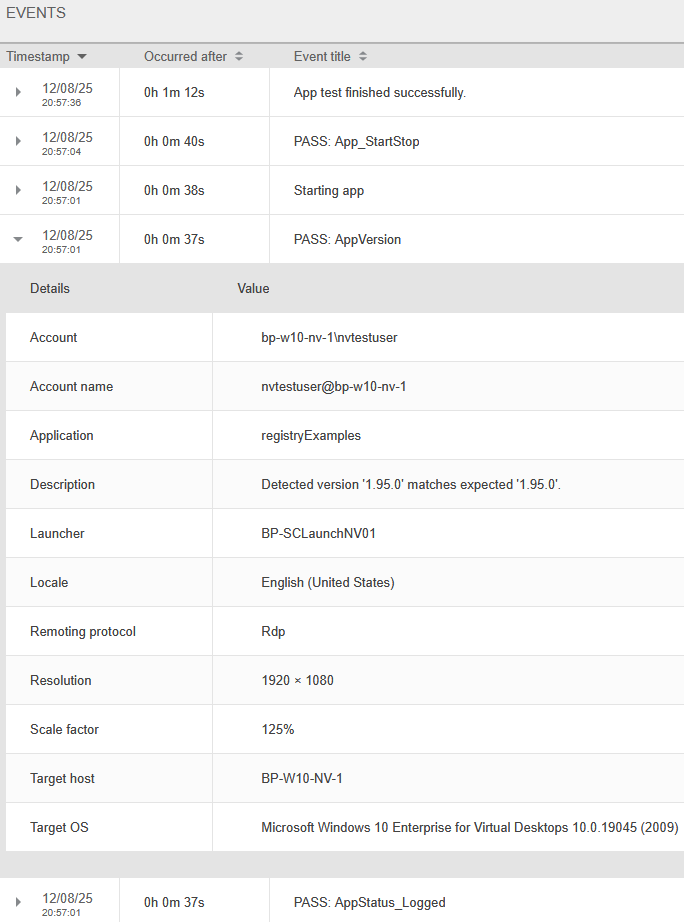 EVENTS
Timestamp Occurred after Event title
12/08/25 0h 1m 12s App test finished successfully.
20:57:36
12/08/25 0h 0m 40s PASS: App_StartStop
20:57:04
12/08/25 0h 0m 38s Starting app
20:57:01
12/08/25 0h 0m 37s PASS: AppVersion
20:57:01
Details Value
Account bp-w10-nv-1\nvtestuser
Account name nvtestuser@bp-w10-nv-1
Application registryExamples
Description Detected version '1.95.0' matches expected '1.95.0'.
Launcher BP-SCLaunchNV01
Locale English (United States)
Remoting protocol Rdp
Resolution 1920 × 1080
Scale factor 125%
Target host BP-W10-NV-1
Target OS Microsoft Windows 10 Enterprise for Virtual Desktops 10.0.19045 (2009)
12/08/25 0h 0m 37s PASS: AppStatus_Logged
20:57:01